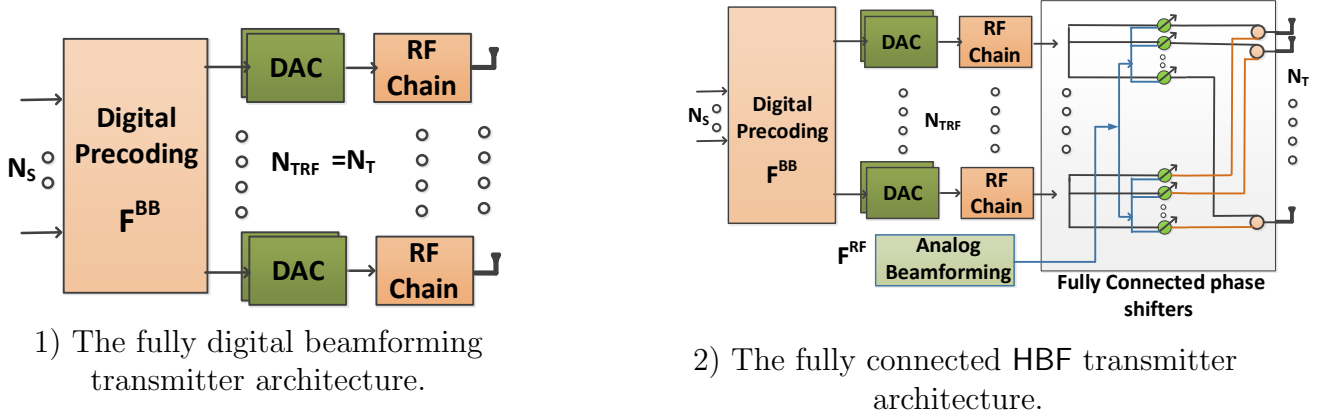 DAC
RF
Chain
N_S
Digital
Precoding
F^BB
N_TRF =N_T
DAC
RF
Chain
1) The fully digital beamforming
transmitter architecture.
DAC
RF
Chain
N_S
Digital
Precoding
F^BB
N_TRF
N_T
DAC
RF
Chain
F^RF
Analog
Beamforming
Fully Connected phase
shifters
2) The fully connected HBF transmitter
architecture.